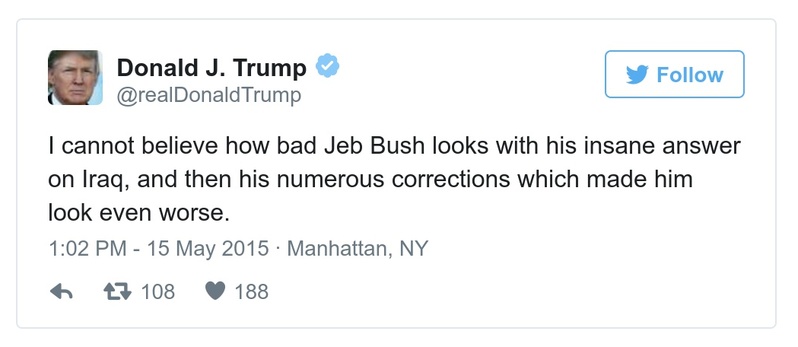 Donald J. Trump
@realDonaldTrump
Follow
I cannot believe how bad Jeb Bush looks with his insane answer
on Iraq, and then his numerous corrections which made him
look even worse.
1:02 PM - 15 May 2015 · Manhattan, NY
108 188